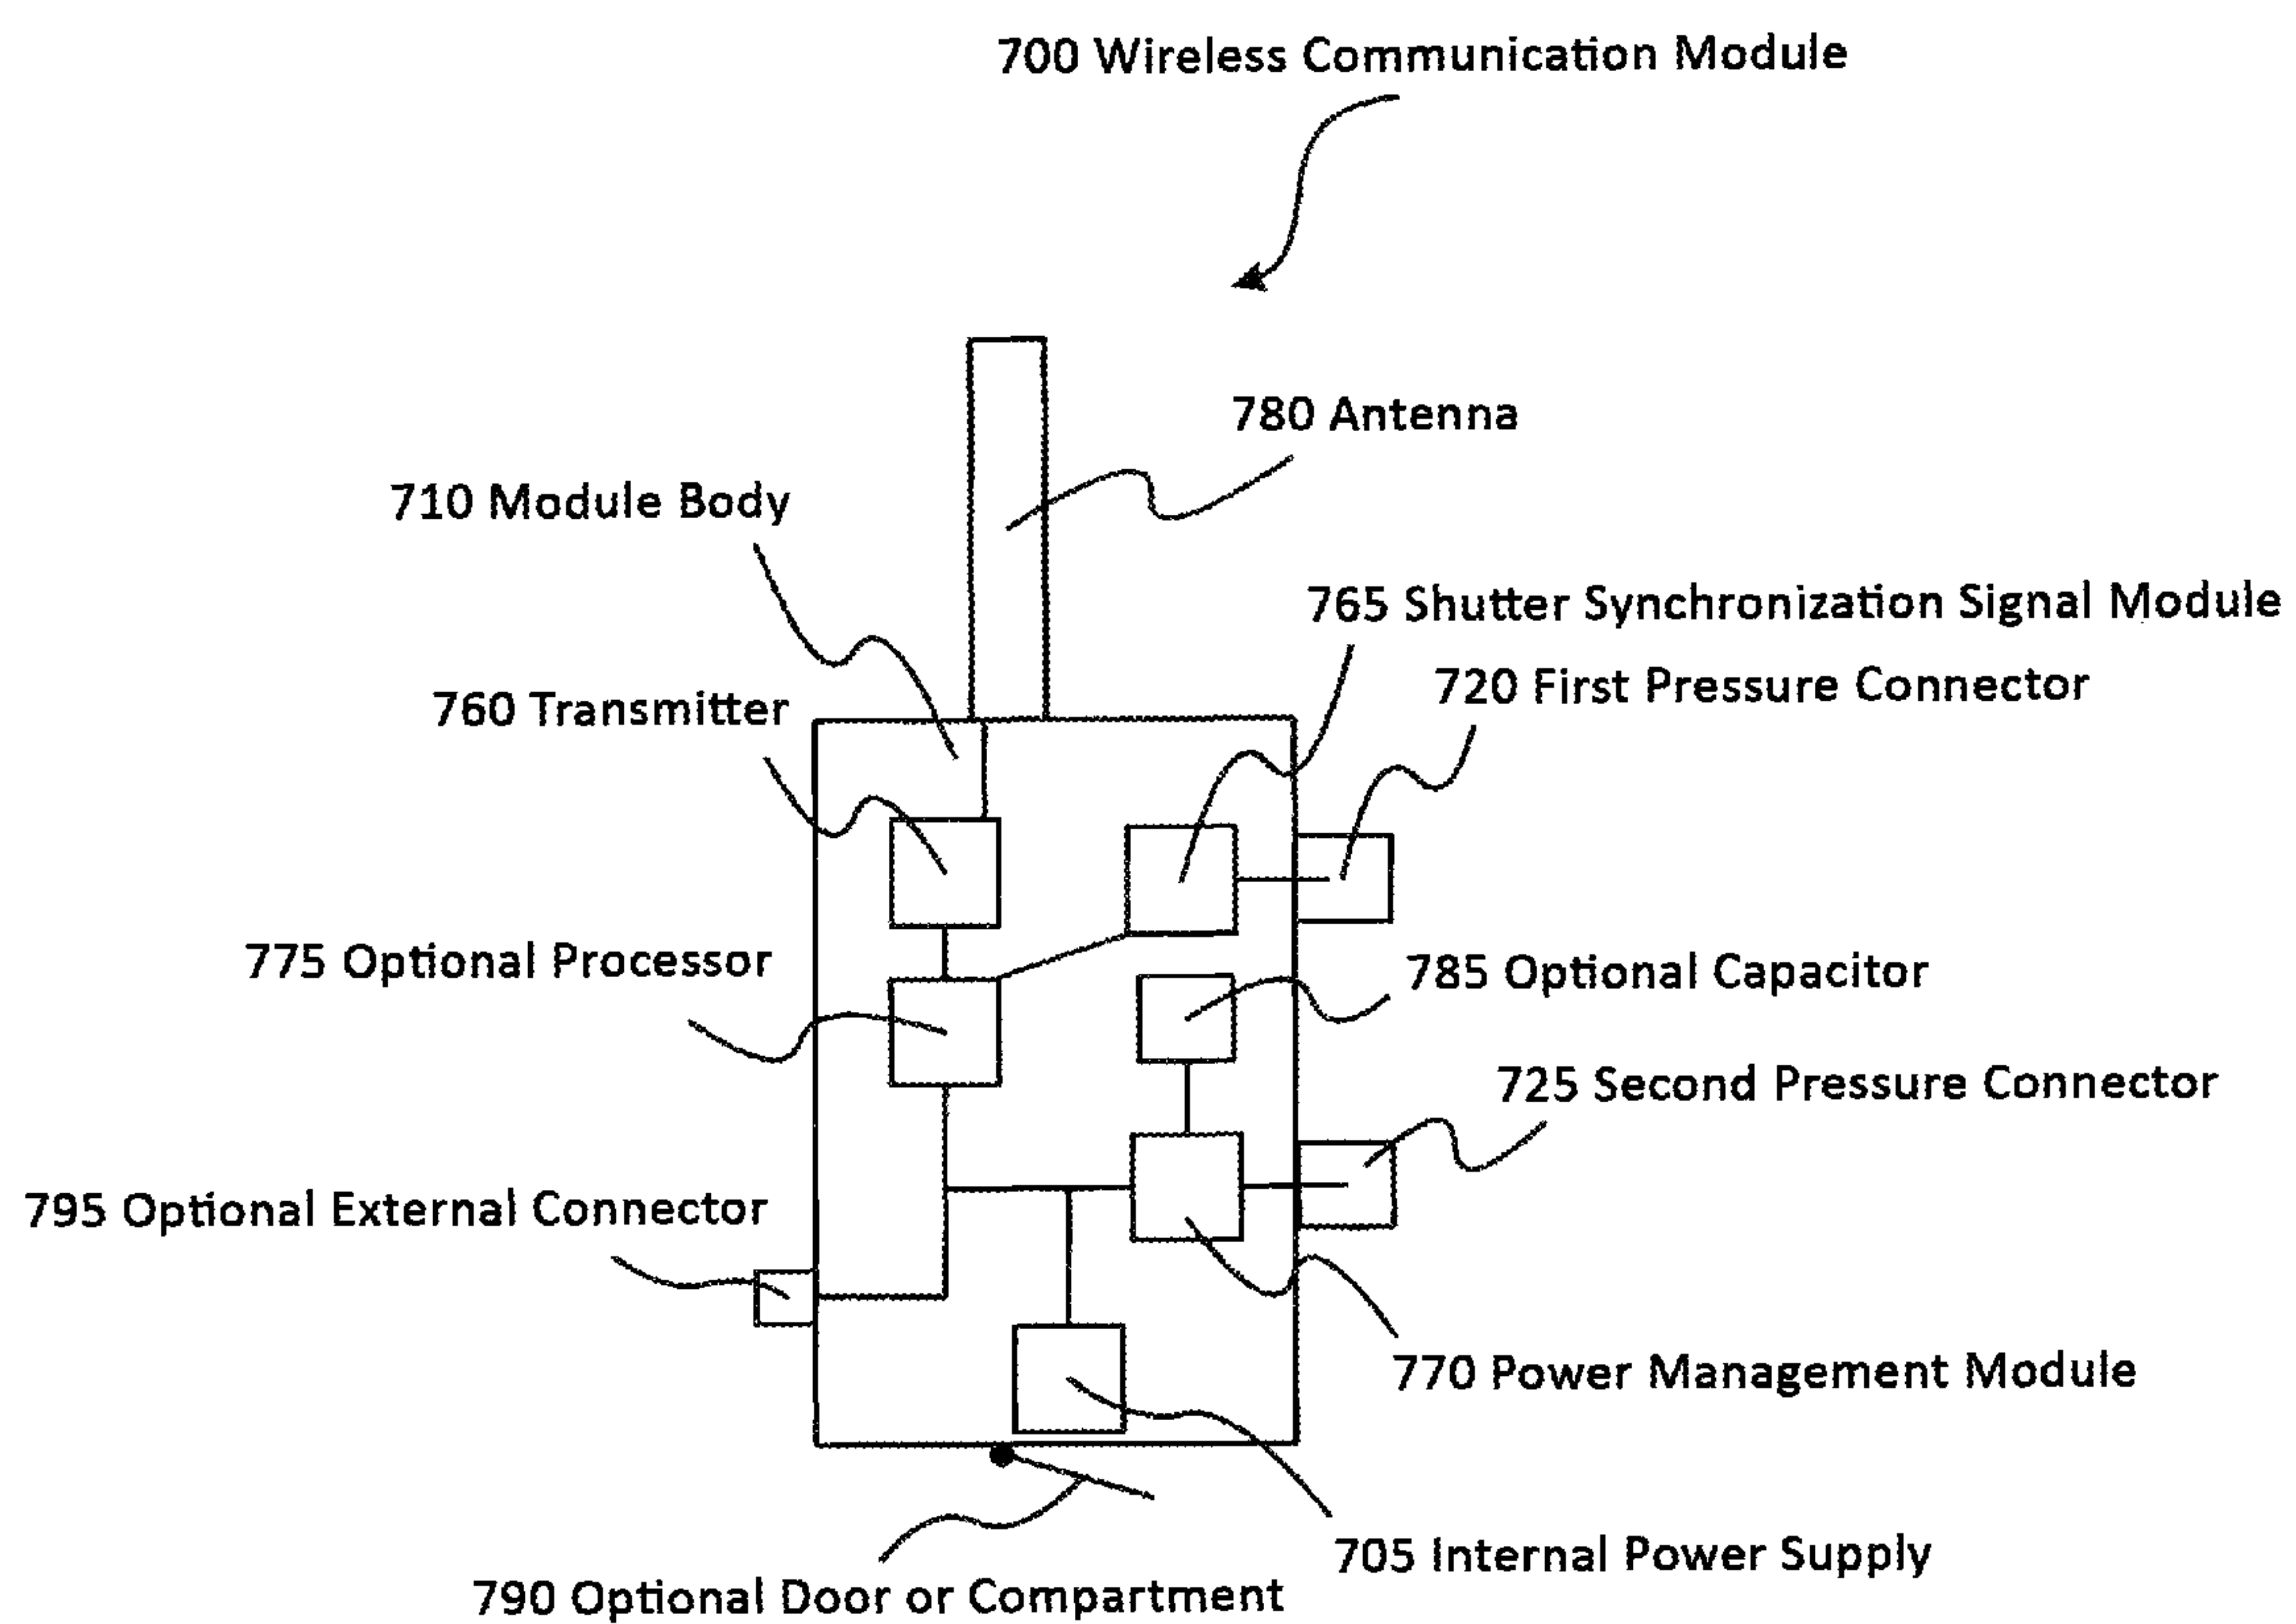 700 Wireless Communication Module
780 Antenna
710 Module Body
765 Shutter Synchronization Signal Module
720 First Pressure Connector
760 Transmitter
775 Optional Processor
785 Optional Capacitor
725 Second Pressure Connector
795 Optional External Connector
770 Power Management Module
705 Internal Power Supply
790 Optional Door or Compartment